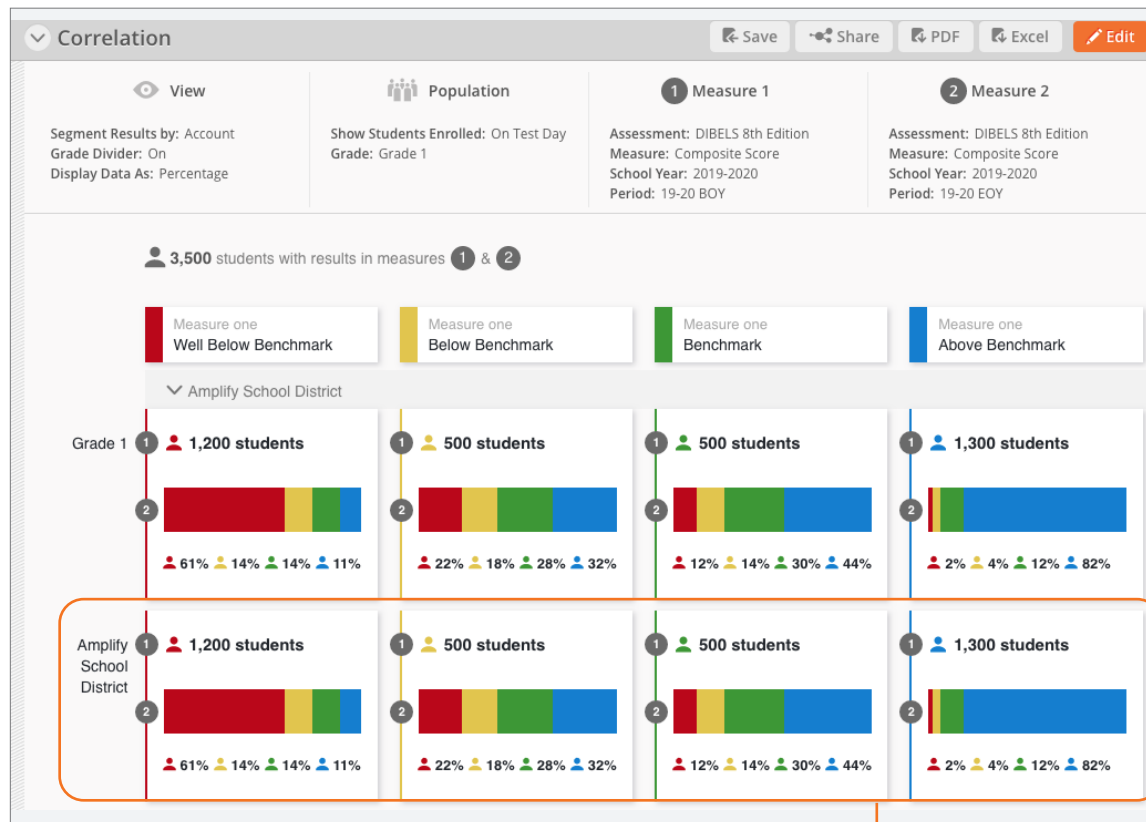 Correlation
Save
Share
PDF
Excel
Edit
View
Segment Results by: Account
Grade Divider: On
Display Data As: Percentage
Population
Show Students Enrolled: On Test Day
Grade: Grade 1
1 Measure 1
Assessment: DIBELS 8th Edition
Measure: Composite Score
School Year: 2019-2020
Period: 19-20 BOY
2 Measure 2
Assessment: DIBELS 8th Edition
Measure: Composite Score
School Year: 2019-2020
Period: 19-20 EOY
3,500 students with results in measures 1 & 2
Measure one
Well Below Benchmark
Measure one
Below Benchmark
Measure one
Benchmark
Measure one
Above Benchmark
Amplify School District
Grade 1
1 1,200 students
2
61% 14% 14% 11%
1 500 students
2
22% 18% 28% 32%
1 500 students
2
12% 14% 30% 44%
1 1,300 students
2
2% 4% 12% 82%
Amplify
School
District
1 1,200 students
2
61% 14% 14% 11%
1 500 students
2
22% 18% 28% 32%
1 500 students
2
12% 14% 30% 44%
1 1,300 students
2
2% 4% 12% 82%